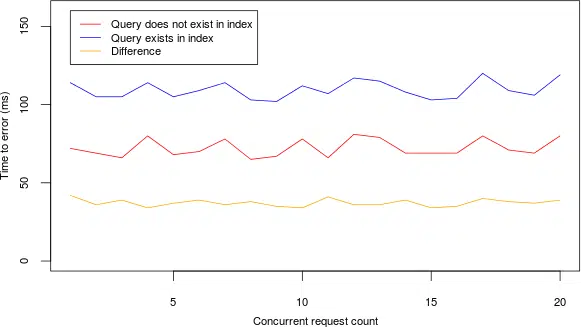 Query does not exist in index
Query exists in index
Difference
Time to error (ms)
150
100
50
0
5 10 15 20
Concurrent request count